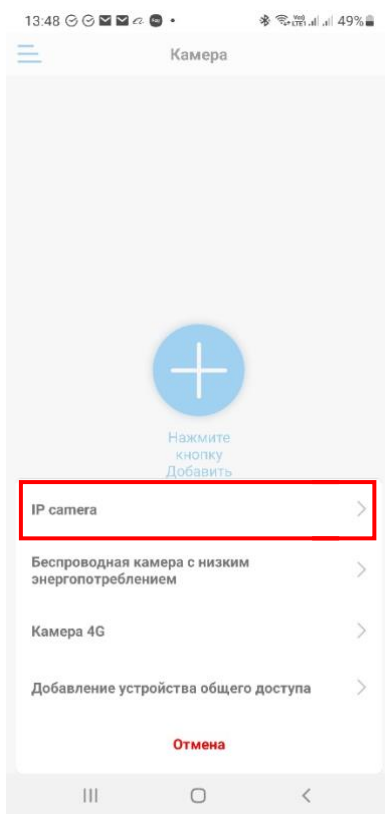 13:48 49%
Камера
Нажмите
кнопку
Добавить
IP camera
Беспроводная камера с низким
энергопотреблением
Камера 4G
Добавление устройства общего доступа
Отмена